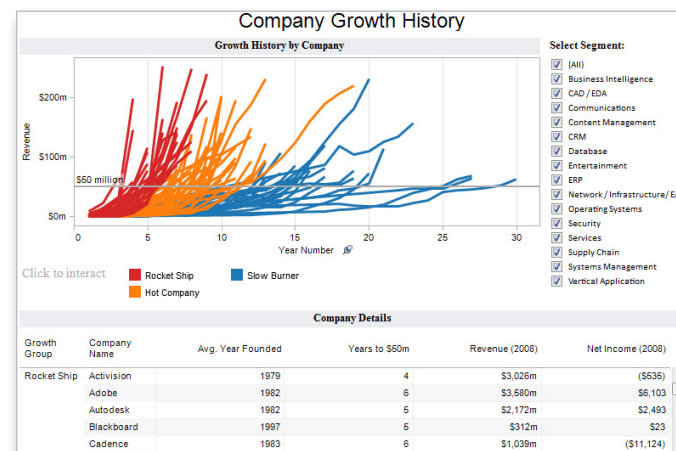 Company Growth History
Growth History by Company
Select Segment:
(All)
Business Intelligence
CAD / EDA
Communications
Content Management
CRM
Database
Entertainment
ERP
Network / Infrastructure/ EA
Operating Systems
Security
Services
Supply Chain
Systems Management
Vertical Application
Revenue
$200m
$100m
$50 million
$0m
0 5 10 15 20 25 30
Year Number
Click to interact
Rocket Ship Slow Burner
Hot Company
Company Details
Growth Group Company Name Avg. Year Founded Years to $50m Revenue (2008) Net Income (2008)
Rocket Ship Activision 1979 4 $3,026m ($535)
Adobe 1982 6 $3,580m $6,103
Autodesk 1982 5 $2,172m $2,493
Blackboard 1997 5 $312m $23
Cadence 1983 6 $1,039m ($11,124)